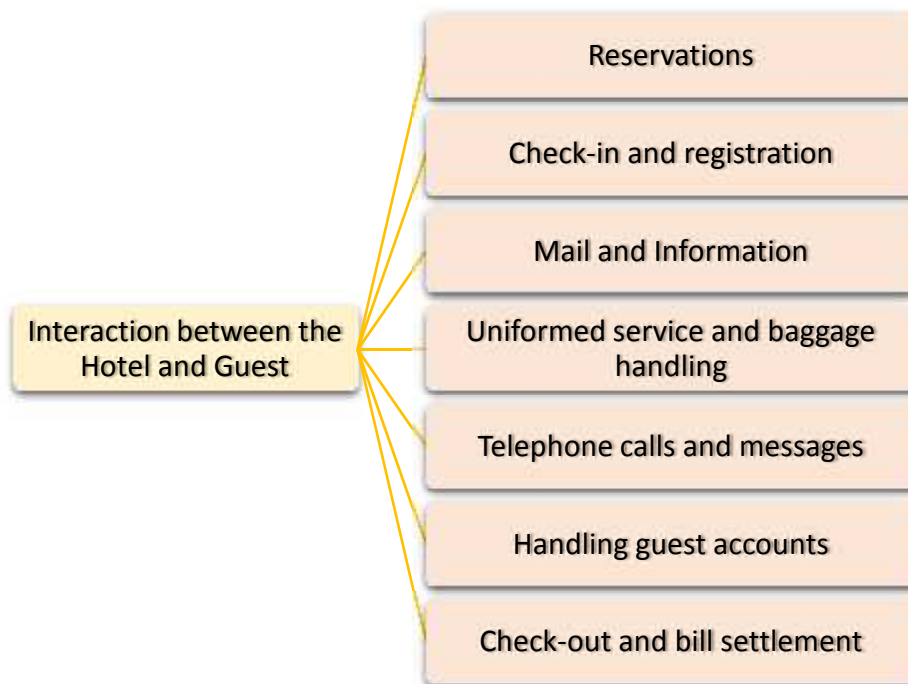 Reservations
Check-in and registration
Mail and Information
Interaction between the
Hotel and Guest
Uniformed service and baggage
handling
Telephone calls and messages
Handling guest accounts
Check-out and bill settlement